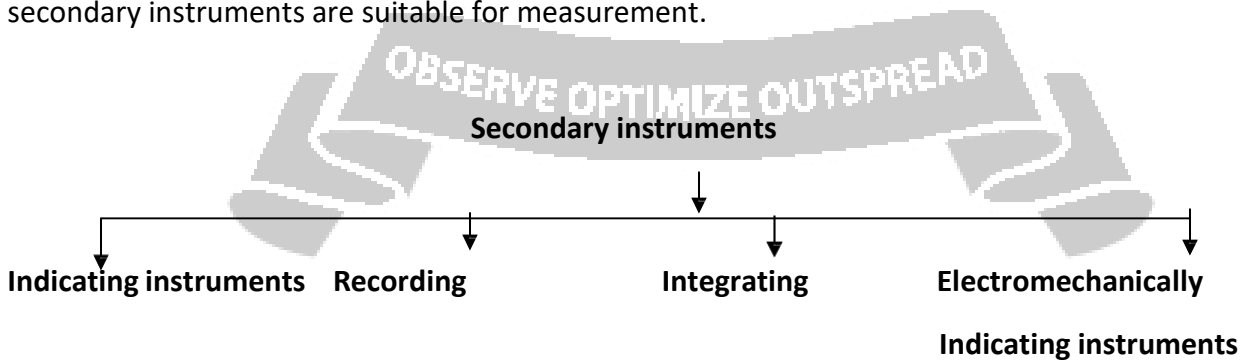 secondary instruments are suitable for measurement.
OBSERVE OPTIMIZE OUTSPREAD
Secondary instruments
Indicating instruments Recording Integrating Electromechanically
Indicating instruments